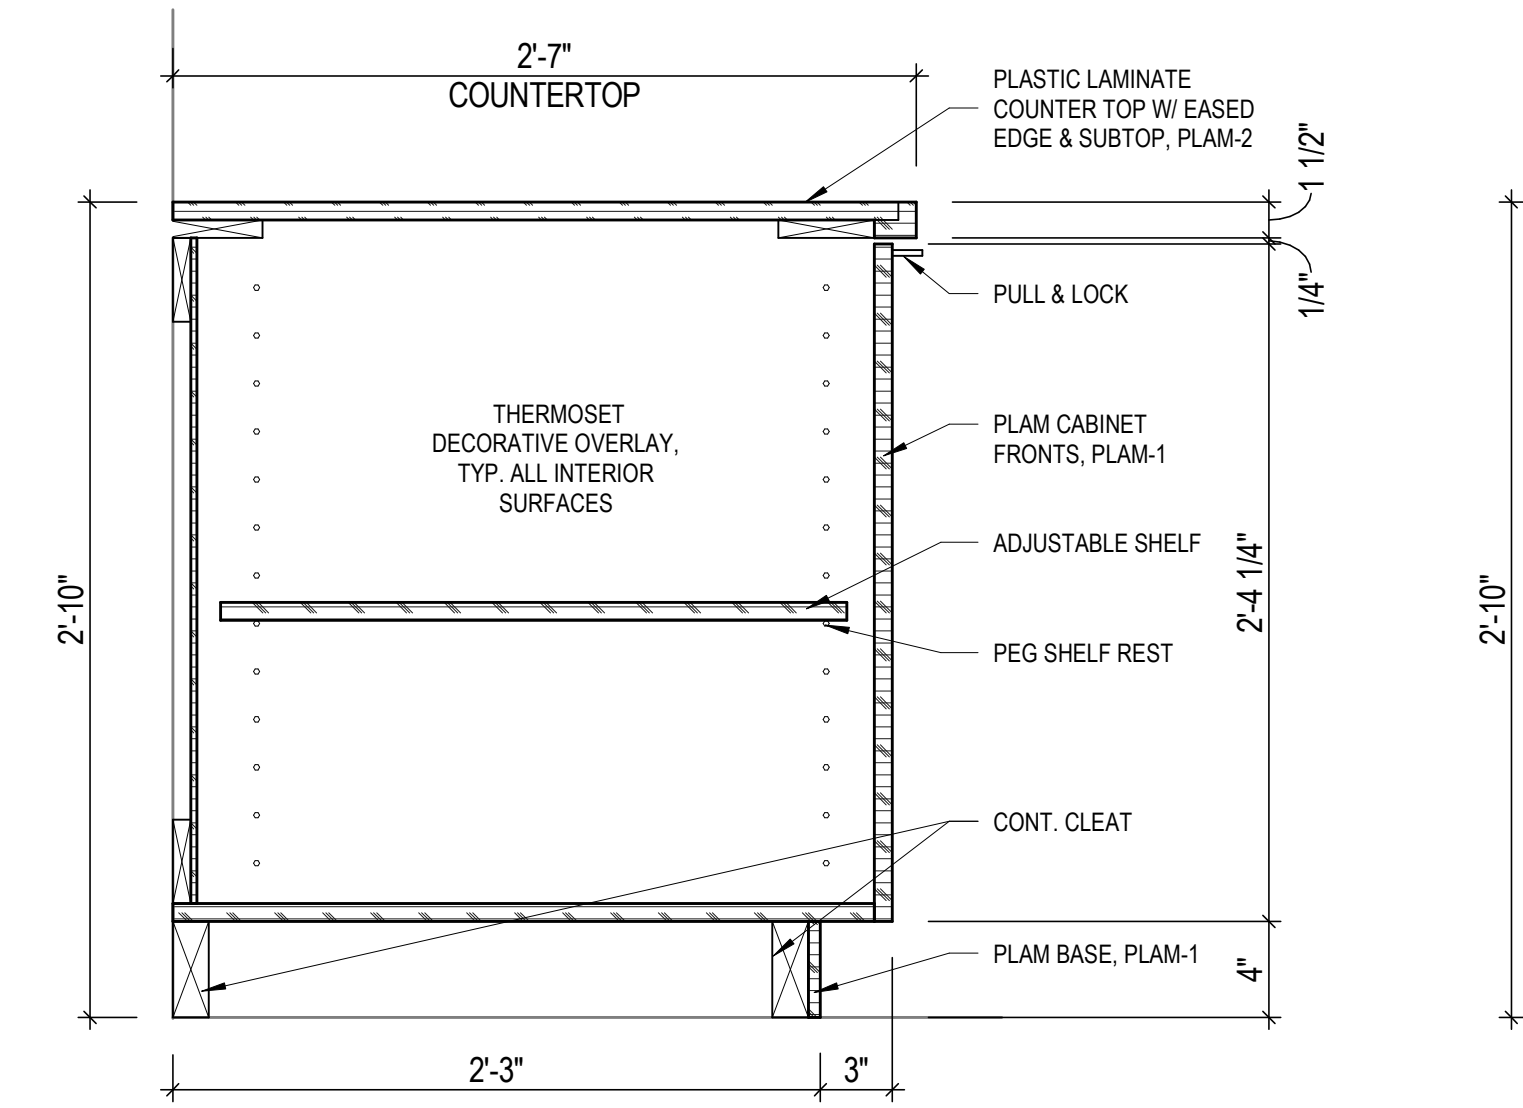 2'-7"
COUNTERTOP
PLASTIC LAMINATE
COUNTER TOP W/ EASED
EDGE & SUBTOP, PLAM-2
1 1/2"
1/4"
PULL & LOCK
THERMOSET
DECORATIVE OVERLAY,
TYP. ALL INTERIOR
SURFACES
PLAM CABINET
FRONTS, PLAM-1
ADJUSTABLE SHELF
2'-10"
2'-4 1/4"
2'-10"
PEG SHELF REST
CONT. CLEAT
PLAM BASE, PLAM-1
4"
2'-3"
3"